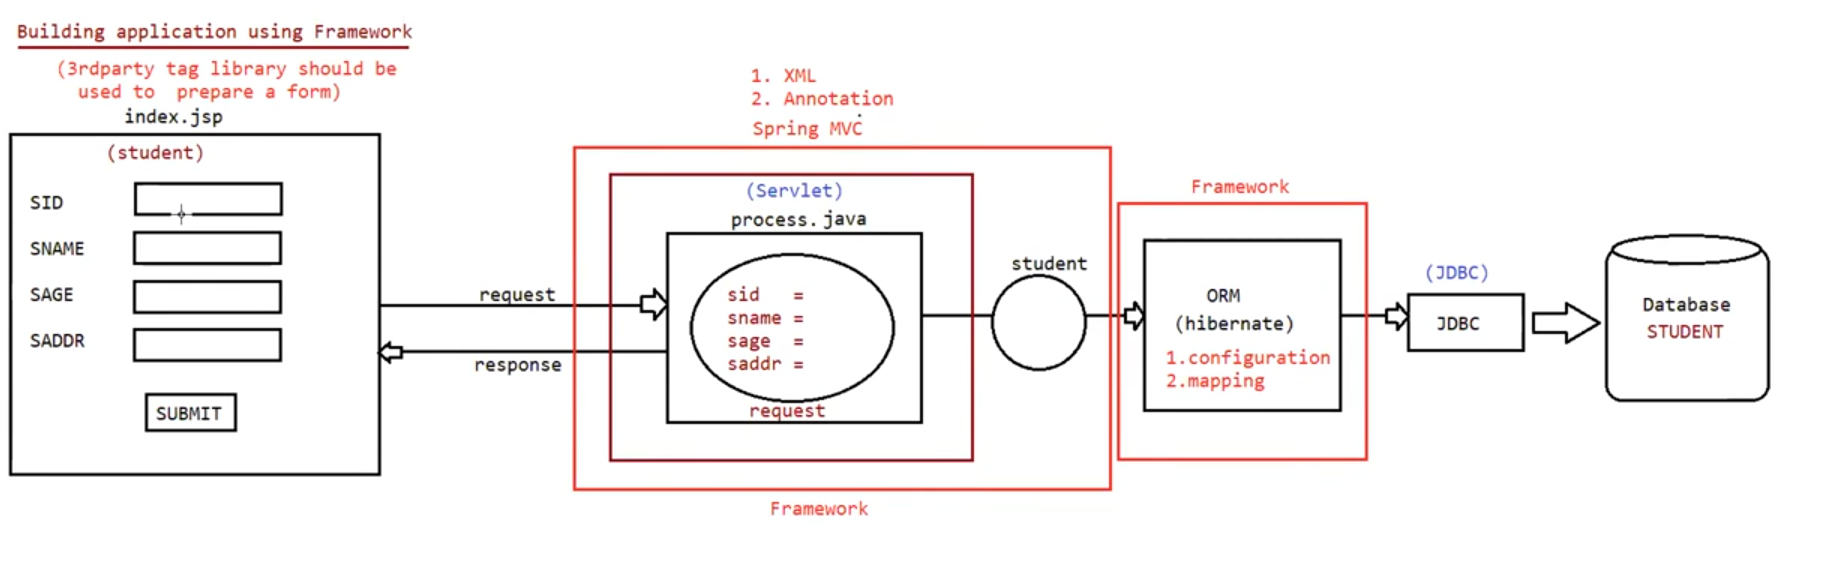 Building application using Framework
(3rdparty tag library should be
used to prepare a form)
index.jsp
(student)
SID
SNAME
SAGE
SADDR
SUBMIT
request
response
1. XML
2. Annotation
Spring MVC
(Servlet)
process.java
sid =
sname =
sage =
saddr =
request
Framework
student
Framework
ORM
(hibernate)
1.configuration
2.mapping
(JDBC)
JDBC
Database
STUDENT